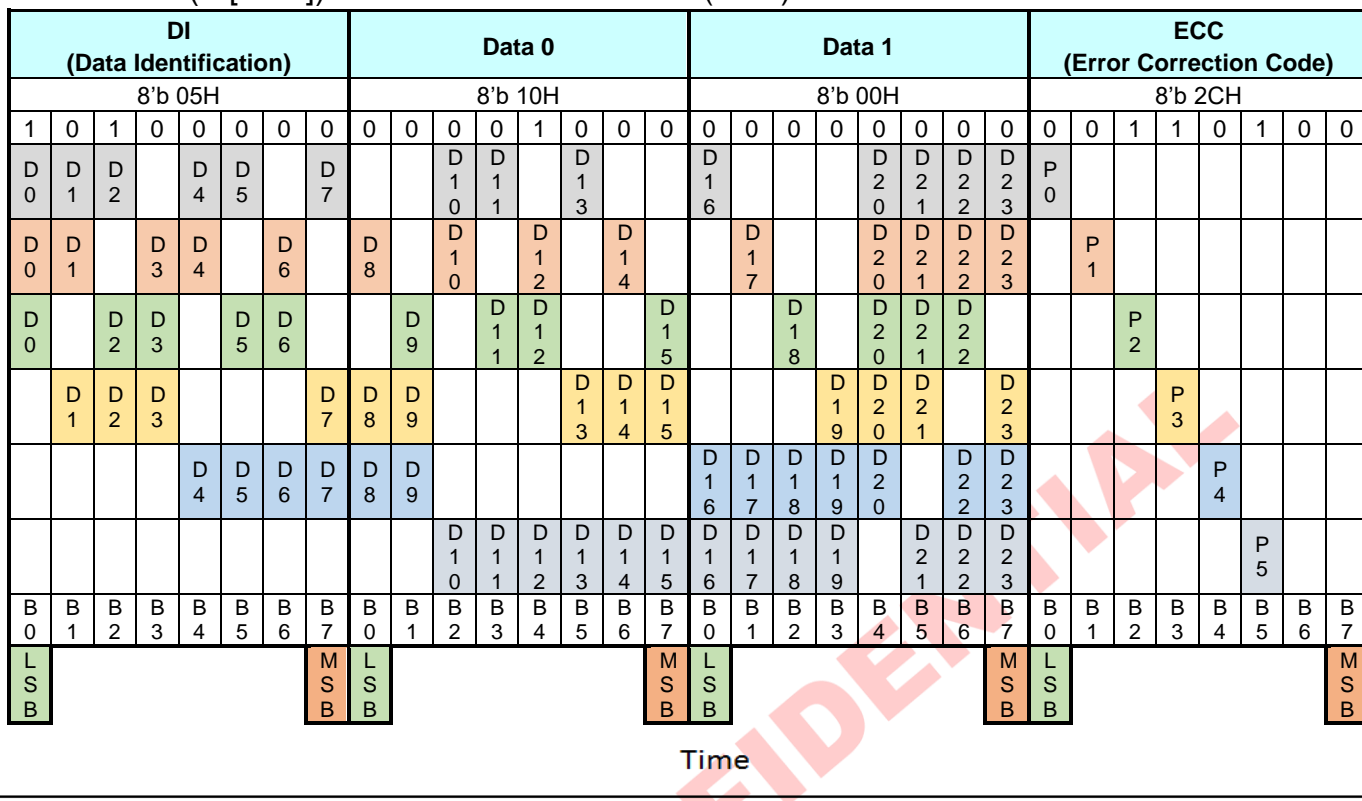 DI Data 0 Data 1 ECC
(Data Identification) (Error Correction Code)
8'b 05H 8'b 10H 8'b 00H 8'b 2CH
1 0 1 0 0 0 0 0 0 0 0 0 1 0 0 0 0 0 0 0 0 0 0 0 0 0 1 1 0 1 0 0
D0 D1 D2 D4 D5 D7 D10 D11 D13 D16 D20 D21 D22 D23 P0
D0 D1 D3 D4 D6 D8 D10 D12 D14 D17 D20 D21 D22 D23 P1
D0 D2 D3 D5 D6 D9 D11 D12 D15 D18 D20 D21 D22 P2
D1 D2 D3 D7 D8 D9 D13 D14 D15 D19 D20 D21 D23 P3
D4 D5 D6 D7 D8 D9 D16 D17 D18 D19 D20 D22 D23 P4
D10 D11 D12 D13 D14 D15 D16 D17 D18 D19 D21 D22 D23 P5
B0 B1 B2 B3 B4 B5 B6 B7 B0 B1 B2 B3 B4 B5 B6 B7 B0 B1 B2 B3 B4 B5 B6 B7 B0 B1 B2 B3 B4 B5 B6 B7
LSB MSB LSB MSB LSB MSB LSB MSB
Time
FIDENTIAL